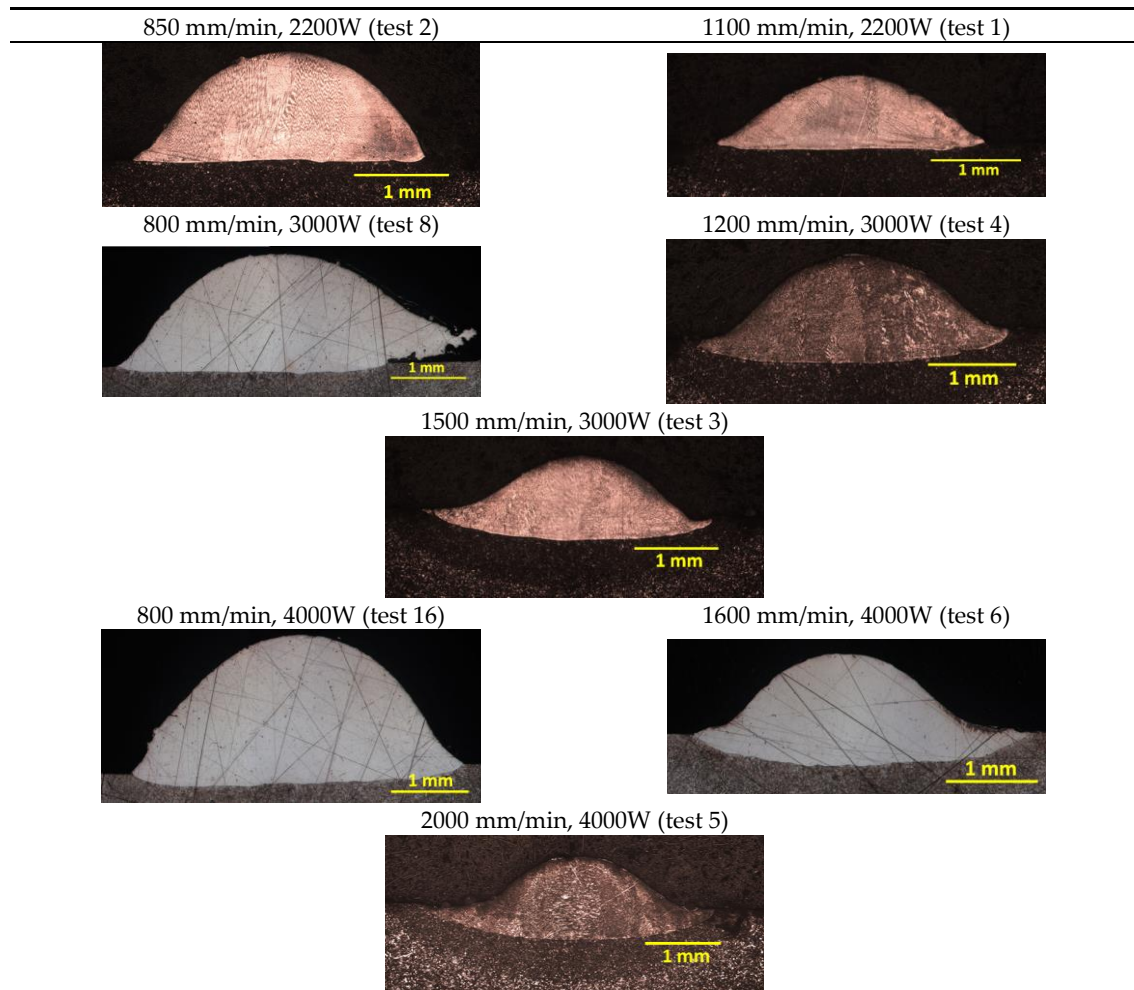 850 mm/min, 2200W (test 2)
1100 mm/min, 2200W (test 1)
1 mm
1 mm
800 mm/min, 3000W (test 8)
1200 mm/min, 3000W (test 4)
1 mm
1 mm
1500 mm/min, 3000W (test 3)
1 mm
800 mm/min, 4000W (test 16)
1600 mm/min, 4000W (test 6)
1 mm
1 mm
2000 mm/min, 4000W (test 5)
1 mm